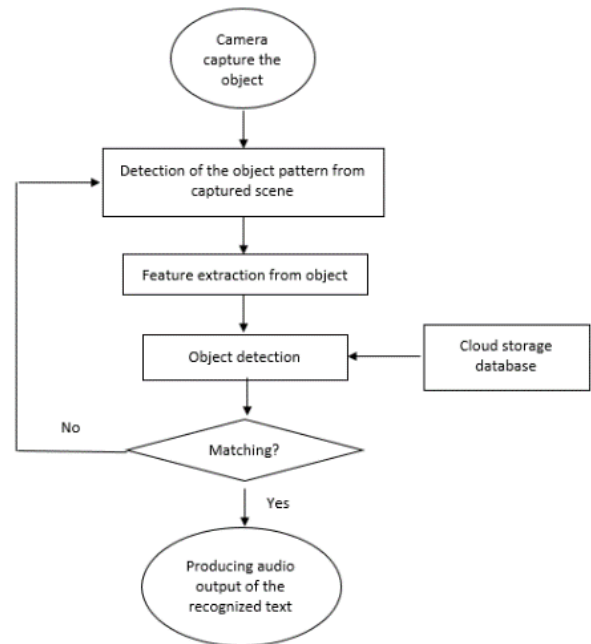 Camera
capture the
object
Detection of the object pattern from
captured scene
Feature extraction from object
Object detection
Cloud storage
database
No
Matching?
Yes
Producing audio
output of the
recognized text